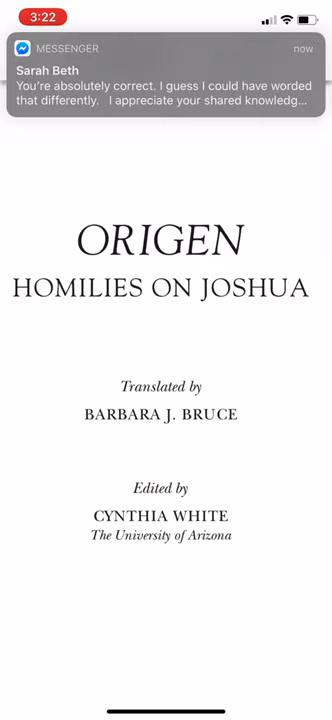 3:22
MESSENGER
now
Sarah Beth
You're absolutely correct. I guess I could have worded
that differently. I appreciate your shared knowledg...
ORIGEN
HOMILIES ON JOSHUA
Translated by
BARBARA J. BRUCE
Edited by
CYNTHIA WHITE
The University of Arizona